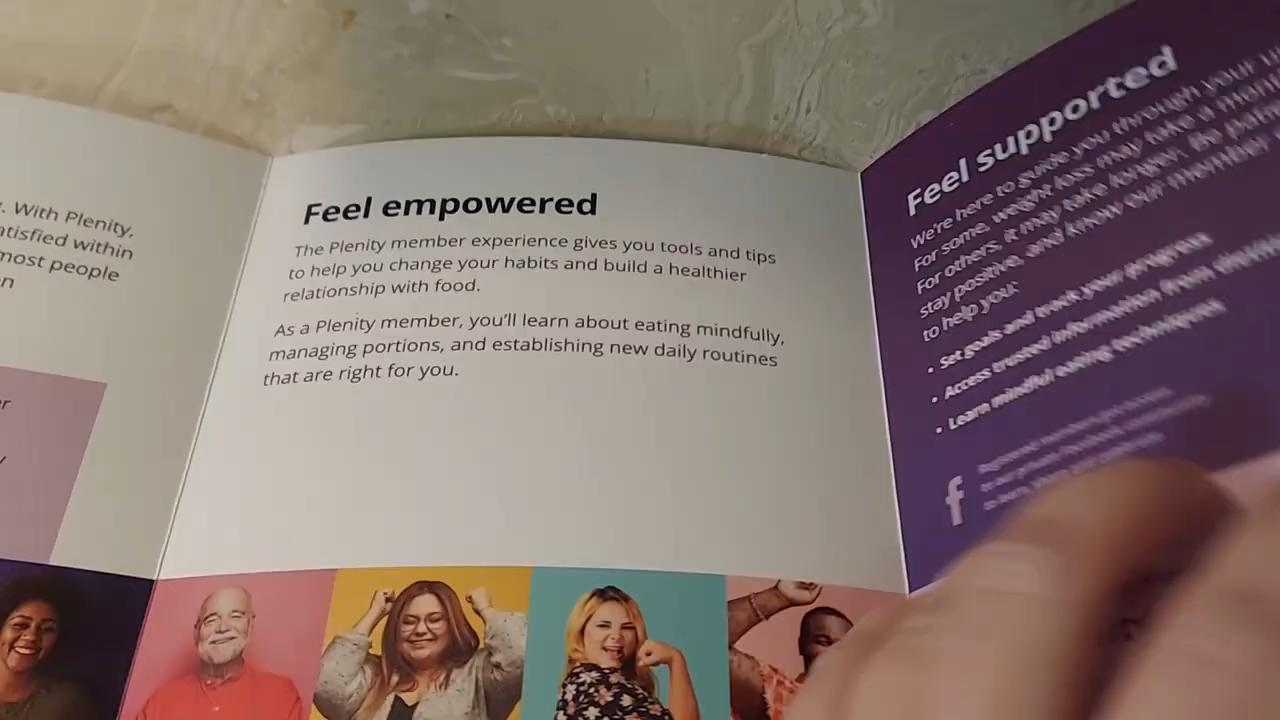 . With Plenity,
atisfied within
most people
n
r
y
Feel empowered
The Plenity member experience gives you tools and tips
to help you change your habits and build a healthier
relationship with food.
As a Plenity member, you'll learn about eating mindfully,
managing portions, and establishing new daily routines
that are right for you.
Feel supported
We're here to guide you through your
For some, weight loss may take a
For others, it may take longer. Be
stay positive, and know our member
to help you:
• Set goals and track your progress
• Access trusted information from
• Learn mindful eating techniques
f